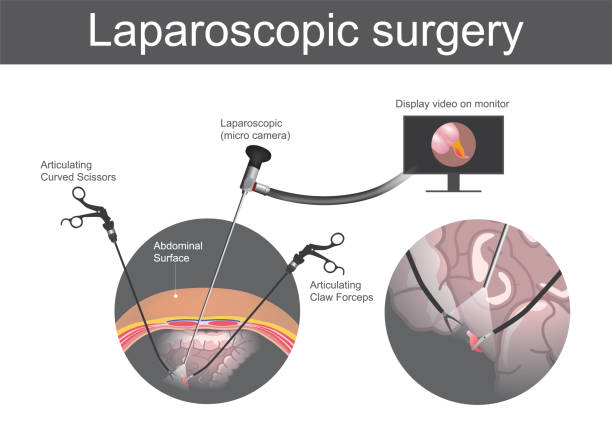 Laparoscopic surgery
Display video on monitor
Laparoscopic
(micro camera)
Articulating
Curved Scissors
Abdominal
Surface
Articulating
Claw Forceps